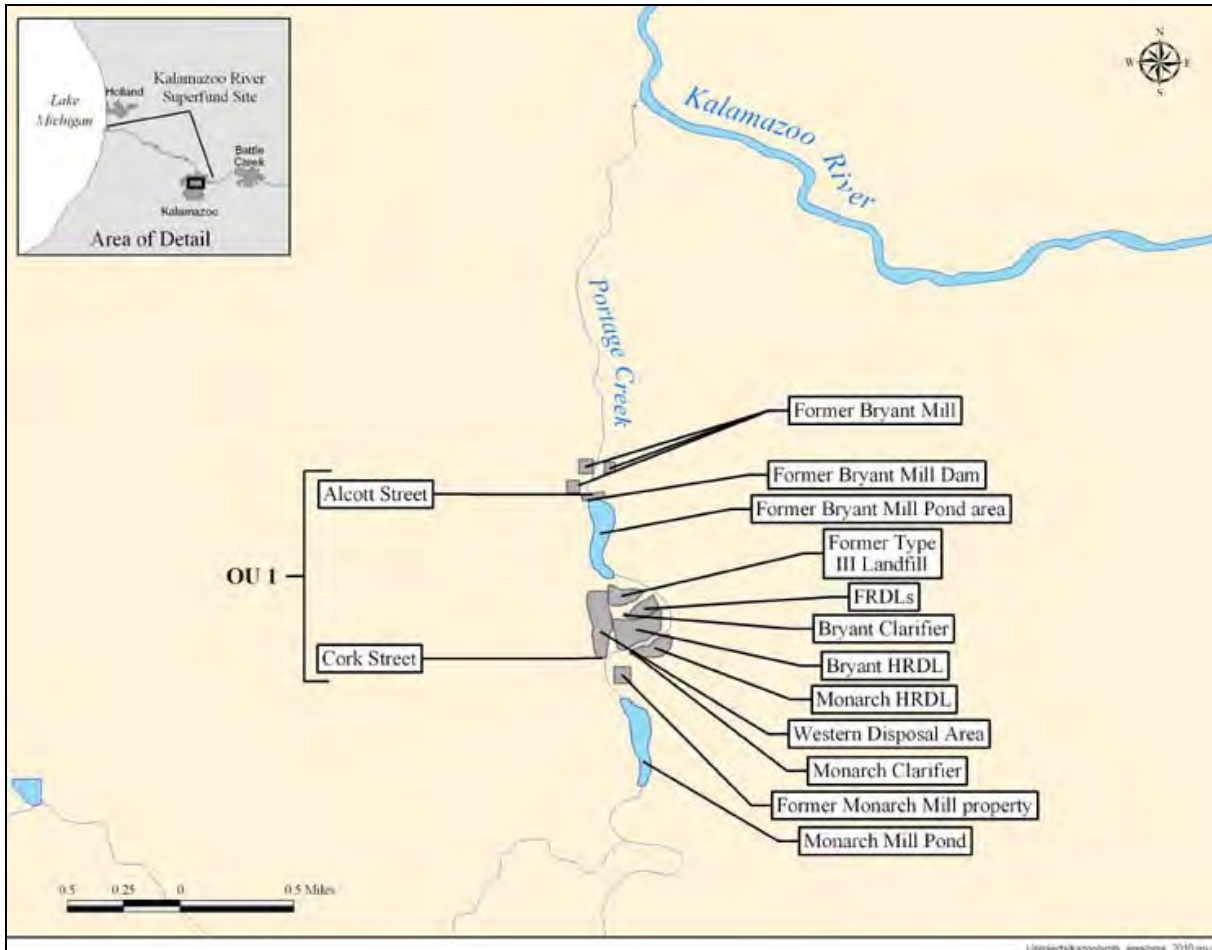 Lake
Michigan
Holland
Kalamazoo River
Superfund Site
Battle
Creek
Kalamazoo
Area of Detail
N
W
E
S
Kalamazoo River
Portage Creek
Former Bryant Mill
Alcott Street
Former Bryant Mill Dam
Former Bryant Mill Pond area
Former Type
III Landfill
OU 1
FRDLs
Bryant Clarifier
Cork Street
Bryant HRDL
Monarch HRDL
Western Disposal Area
Monarch Clarifier
Former Monarch Mill property
Monarch Mill Pond
0.5 0.25 0 0.5 Miles